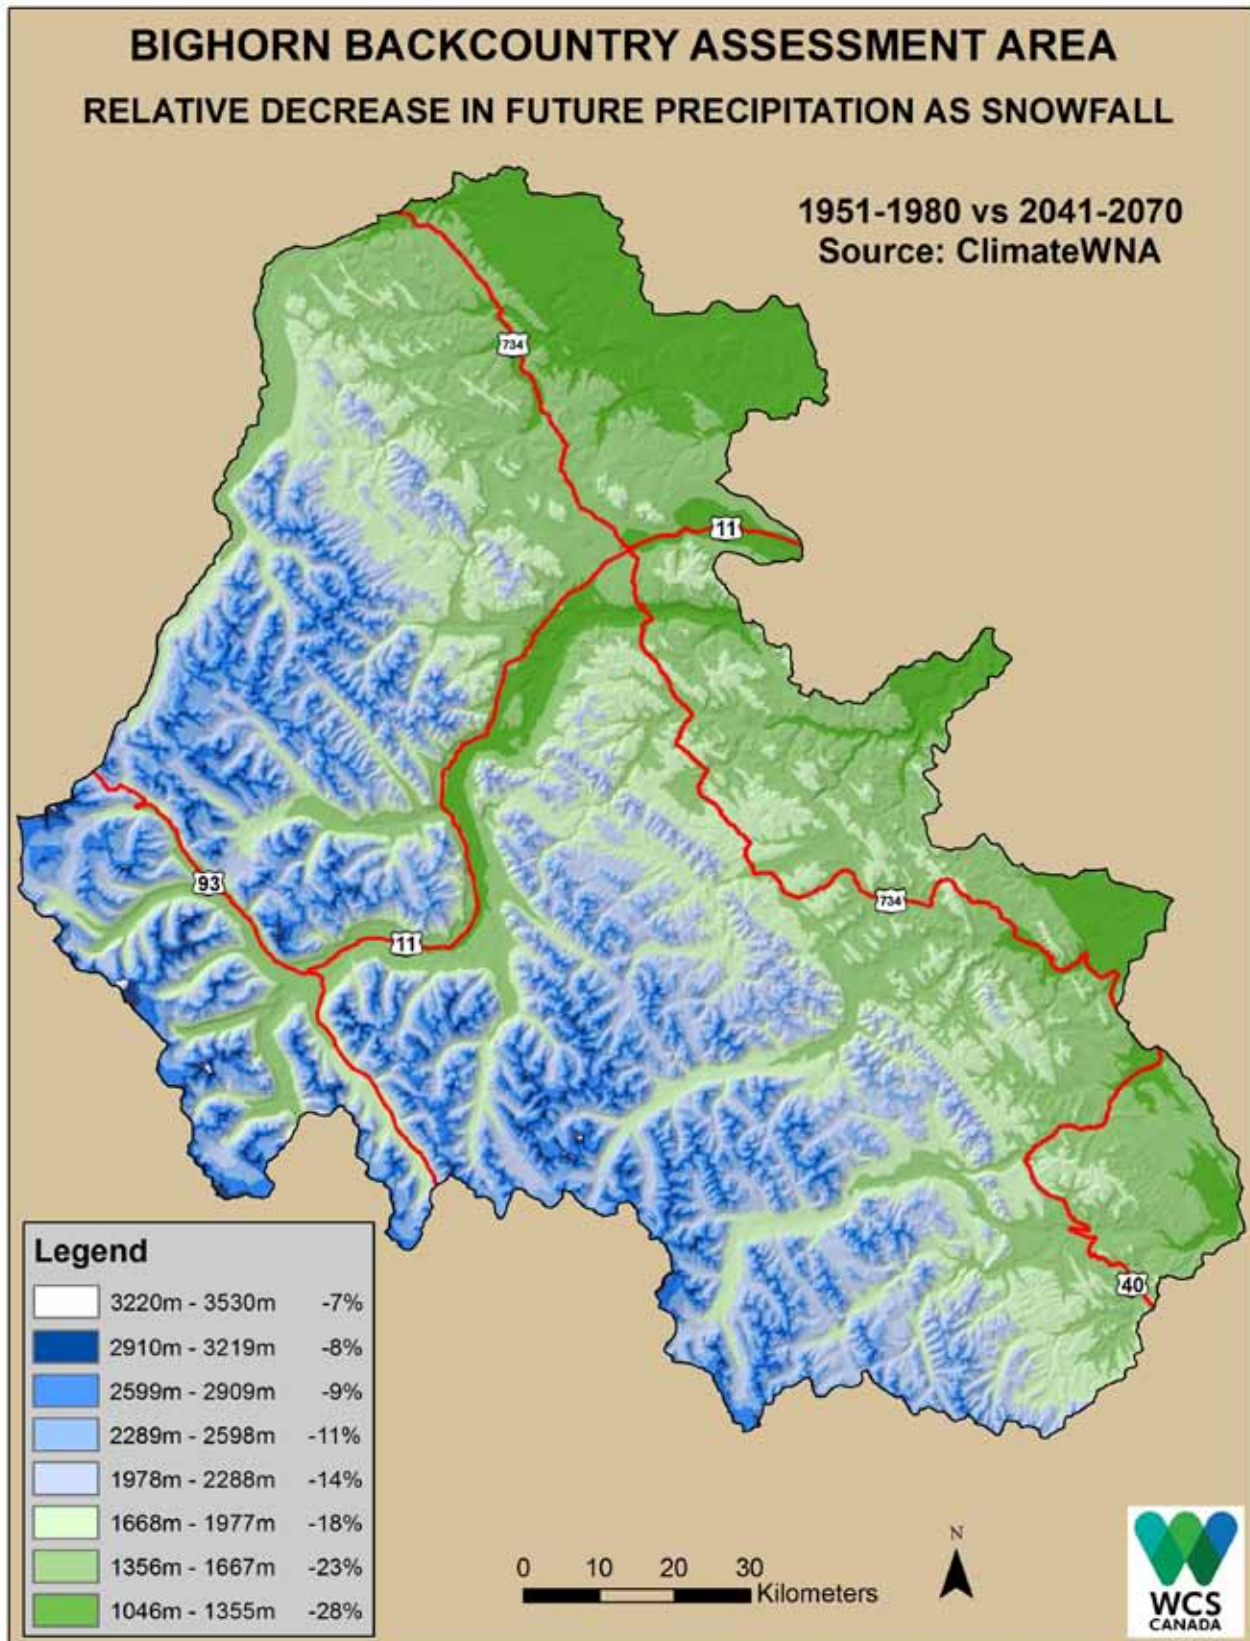 BIGHORN BACKCOUNTRY ASSESSMENT AREA
RELATIVE DECREASE IN FUTURE PRECIPITATION AS SNOWFALL
1951-1980 vs 2041-2070
Source: ClimateWNA
734
11
93
11
734
40
Legend
3220m - 3530m -7%
2910m - 3219m -8%
2599m - 2909m -9%
2289m - 2598m -11%
1978m - 2288m -14%
1668m - 1977m -18%
1356m - 1667m -23%
1046m - 1355m -28%
0 10 20 30
Kilometers
N
WCS
CANADA